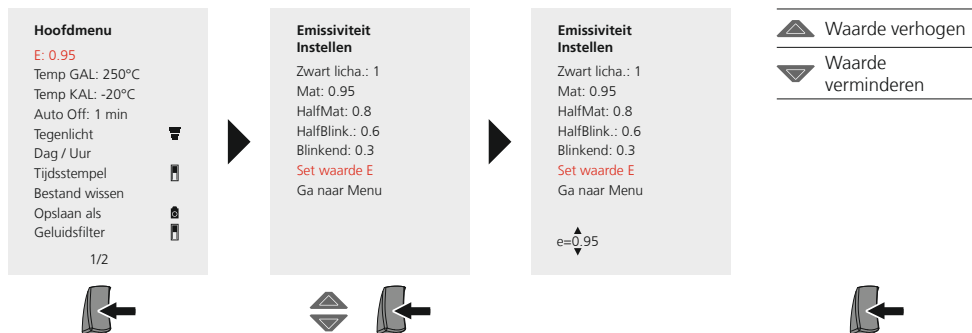 Hoofdmenu
E: 0.95
Temp GAL: 250°C
Temp KAL: -20°C
Auto Off: 1 min
Tegenlicht
Dag / Uur
Tijdsstempel
Bestand wissen
Opslaan als
Geluidsfilter
1/2
Emissiviteit
Instellen
Zwart licha.: 1
Mat: 0.95
HalfMat: 0.8
HalfBlink.: 0.6
Blinkend: 0.3
Set waarde E
Ga naar Menu
Emissiviteit
Instellen
Zwart licha.: 1
Mat: 0.95
HalfMat: 0.8
HalfBlink.: 0.6
Blinkend: 0.3
Set waarde E
Ga naar Menu
e=0.95
Waarde verhogen
Waarde
verminderen